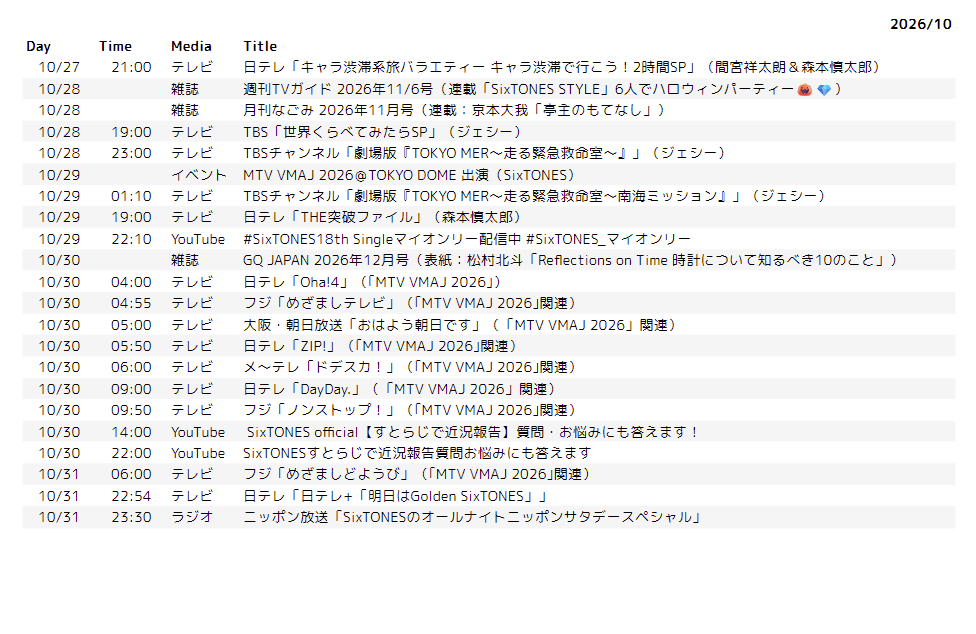 2026/10
Day Time Media Title
10/27 21:00 テレビ 日テレ「キャラ渋滞系旅バラエティー キャラ渋滞で行こう！2時間SP」（間宮祥太朗＆森本慎太郎）
10/28 雑誌 週刊TVガイド 2026年11/6号（連載「SixTONES STYLE」6人でハロウィンパーティー🎃💎）
10/28 雑誌 月刊なごみ 2026年11月号（連載：京本大我「亭主のもてなし」）
10/28 19:00 テレビ TBS「世界くらべてみたらSP」（ジェシー）
10/28 23:00 テレビ TBSチャンネル「劇場版『TOKYO MER～走る緊急救命室～』」（ジェシー）
10/29 イベント MTV VMAJ 2026@TOKYO DOME 出演（SixTONES）
10/29 01:10 テレビ TBSチャンネル「劇場版『TOKYO MER～走る緊急救命室～南海ミッション』」（ジェシー）
10/29 19:00 テレビ 日テレ「THE突破ファイル」（森本慎太郎）
10/29 22:10 YouTube #SixTONES18th Singleマイオンリー配信中 #SixTONES_マイオンリー
10/30 雑誌 GQ JAPAN 2026年12月号（表紙：松村北斗「Reflections on Time 時計について知るべき10のこと」）
10/30 04:00 テレビ 日テレ「Oha!4」（｢MTV VMAJ 2026｣）
10/30 04:55 テレビ フジ「めざましテレビ」（｢MTV VMAJ 2026｣関連）
10/30 05:00 テレビ 大阪・朝日放送「おはよう朝日です」（「MTV VMAJ 2026」関連）
10/30 05:50 テレビ 日テレ「ZIP!」（｢MTV VMAJ 2026｣関連）
10/30 06:00 テレビ メ～テレ「ドデスカ！」（｢MTV VMAJ 2026｣関連）
10/30 09:00 テレビ 日テレ「DayDay.」（「MTV VMAJ 2026」関連）
10/30 09:50 テレビ フジ「ノンストップ！」（｢MTV VMAJ 2026｣関連）
10/30 14:00 YouTube SixTONES official【すとらじで近況報告】質問・お悩みにも答えます！
10/30 22:00 YouTube SixTONESすとらじで近況報告質問お悩みにも答えます
10/31 06:00 テレビ フジ「めざましどようび」（｢MTV VMAJ 2026｣関連）
10/31 22:54 テレビ 日テレ「日テレ+「明日はGolden SixTONES」」
10/31 23:30 ラジオ ニッポン放送「SixTONESのオールナイトニッポンサタデースペシャル」